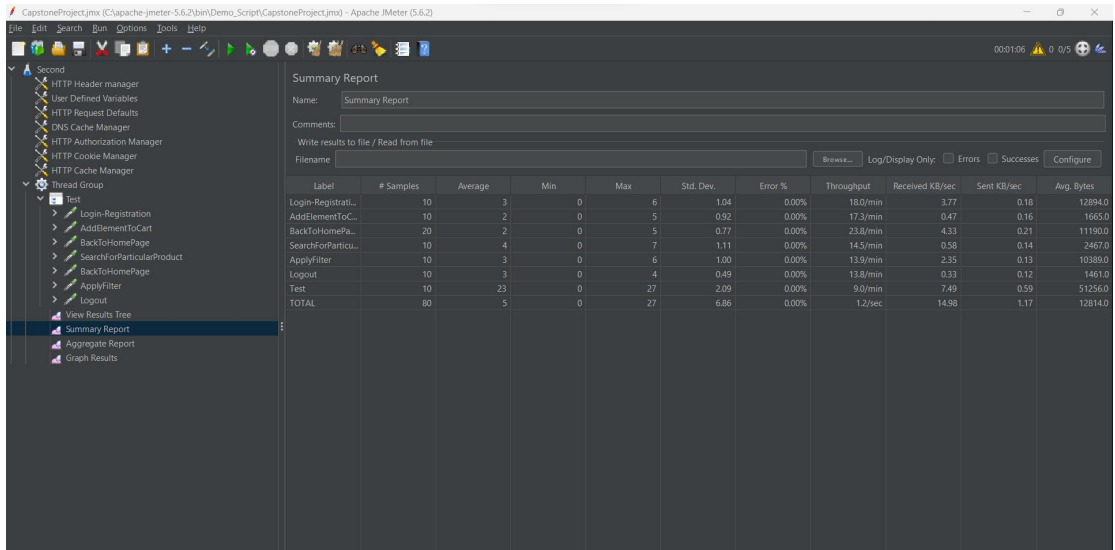 CapstoneProject.jmx (C:\apache-jmeter-5.6.2\bin\Demo_Script\CapstoneProject.jmx) - Apache JMeter (5.6.2)
File Edit Search Run Options Tools Help
00:01:06 0 0/5
Second
HTTP Header manager
User Defined Variables
HTTP Request Defaults
DNS Cache Manager
HTTP Authorization Manager
HTTP Cookie Manager
HTTP Cache Manager
Thread Group
Test
Login-Registration
AddElementToCart
BackToHomePage
SearchForParticularProduct
BackToHomePage
ApplyFilter
Logout
View Results Tree
Summary Report
Aggregate Report
Graph Results
Summary Report
Name: Summary Report
Comments:
Write results to file / Read from file
Filename Browse... Log/Display Only: Errors Successes Configure
Label # Samples Average Min Max Std. Dev. Error % Throughput Received KB/sec Sent KB/sec Avg. Bytes
Login-Registrati... 10 3 0 6 1.04 0.00% 18.0/min 3.77 0.18 12894.0
AddElementToC... 10 2 0 5 0.92 0.00% 17.3/min 0.47 0.16 1665.0
BackToHomePa... 20 2 0 5 0.77 0.00% 23.8/min 4.33 0.21 11190.0
SearchForParticu... 10 4 0 7 1.11 0.00% 14.5/min 0.58 0.14 2467.0
ApplyFilter 10 3 0 6 1.00 0.00% 13.9/min 2.35 0.13 10389.0
Logout 10 3 0 4 0.49 0.00% 13.8/min 0.33 0.12 1461.0
Test 10 23 0 27 2.09 0.00% 9.0/min 7.49 0.59 51256.0
TOTAL 80 5 0 27 6.86 0.00% 1.2/sec 14.98 1.17 12814.0